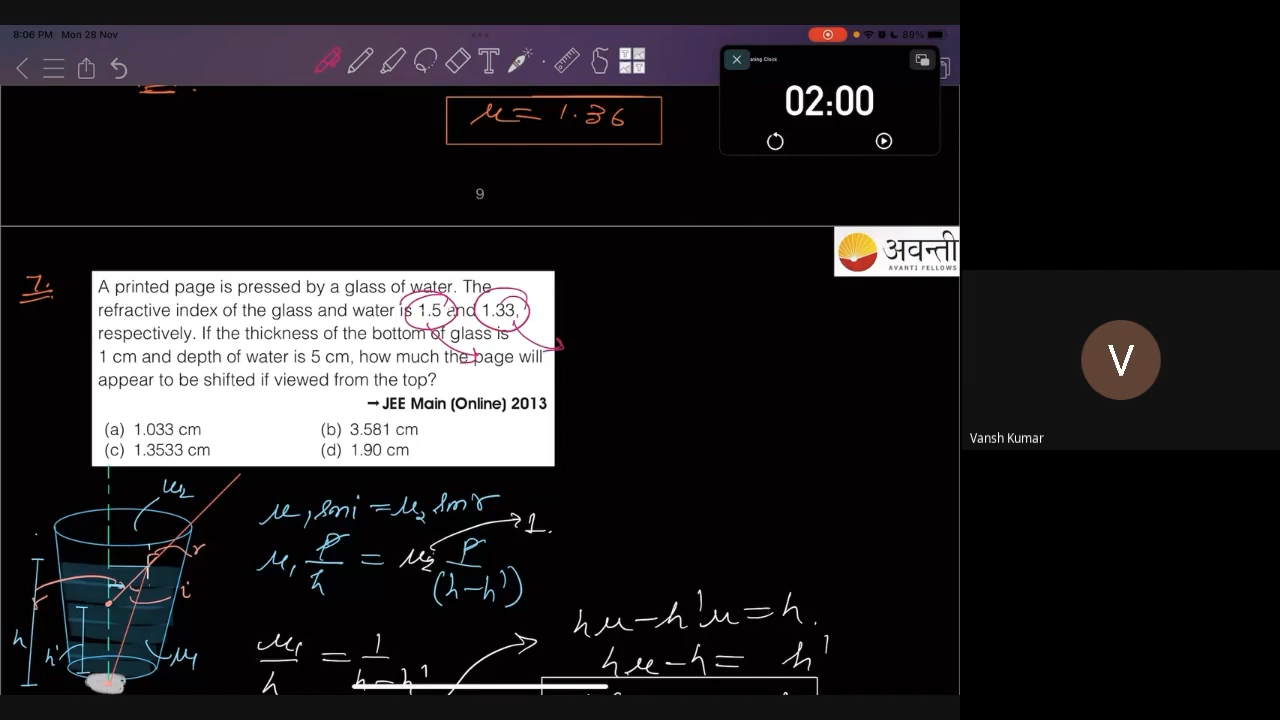 8:06 PM Mon 28 Nov
89%
ating Clock
02:00
μ = 1.36
9
अवन्ती
AVANTI FELLOWS
7.
A printed page is pressed by a glass of water. The
refractive index of the glass and water is 1.5 and 1.33,
respectively. If the thickness of the bottom of glass is
1 cm and depth of water is 5 cm, how much the page will
appear to be shifted if viewed from the top?
→ JEE Main (Online) 2013
(a) 1.033 cm (b) 3.581 cm
(c) 1.3533 cm (d) 1.90 cm
V
Vansh Kumar
μ2
μ1 sin i = μ2 sin r
1.
r
μ1 P/h = μ2 P/(h-h')
i
h
h'
μ1
μ1/h = 1/h-h'
hμ - h'μ = h.
hμ - h = h'